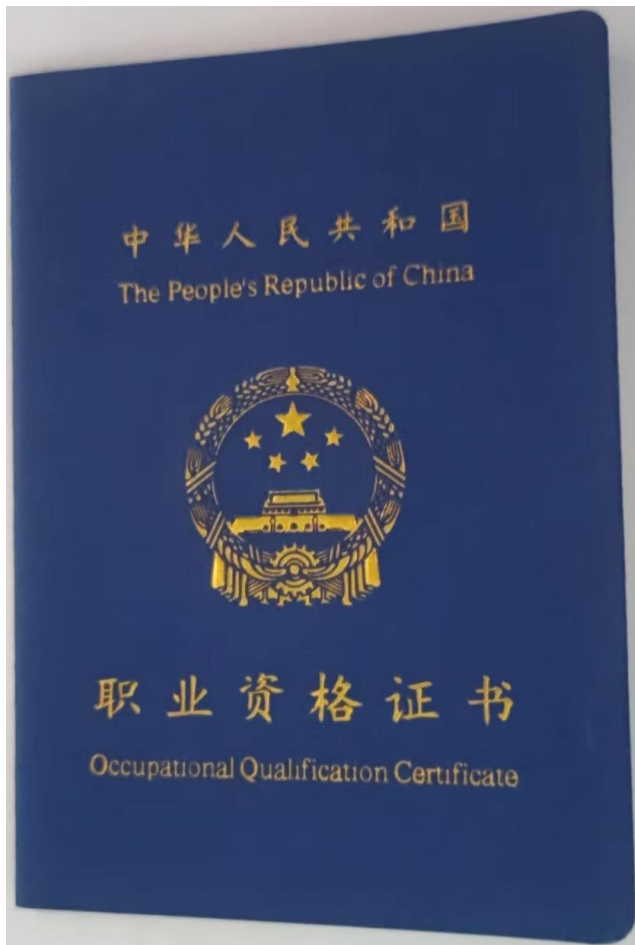 中华人民共和国
The People's Republic of China
职业资格证书
Occupational Qualification Certificate